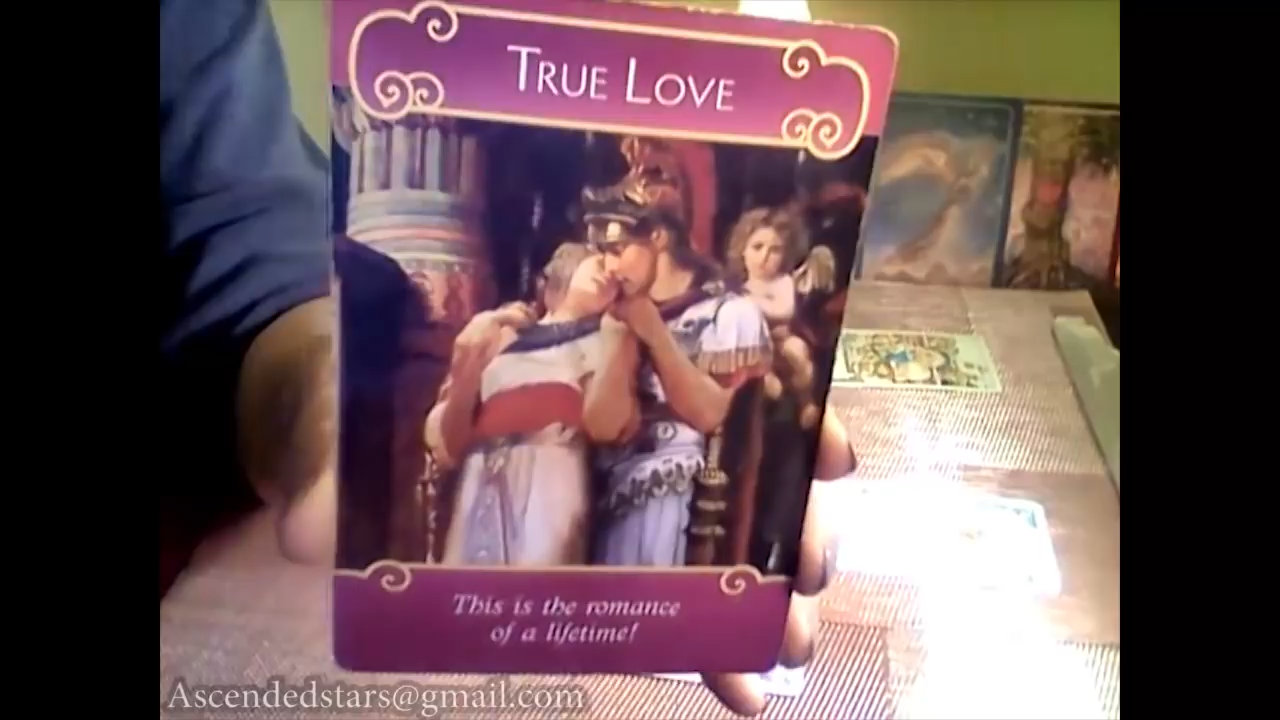 TRUE LOVE
This is the romance
of a lifetime!
Ascendedstars@gmail.com